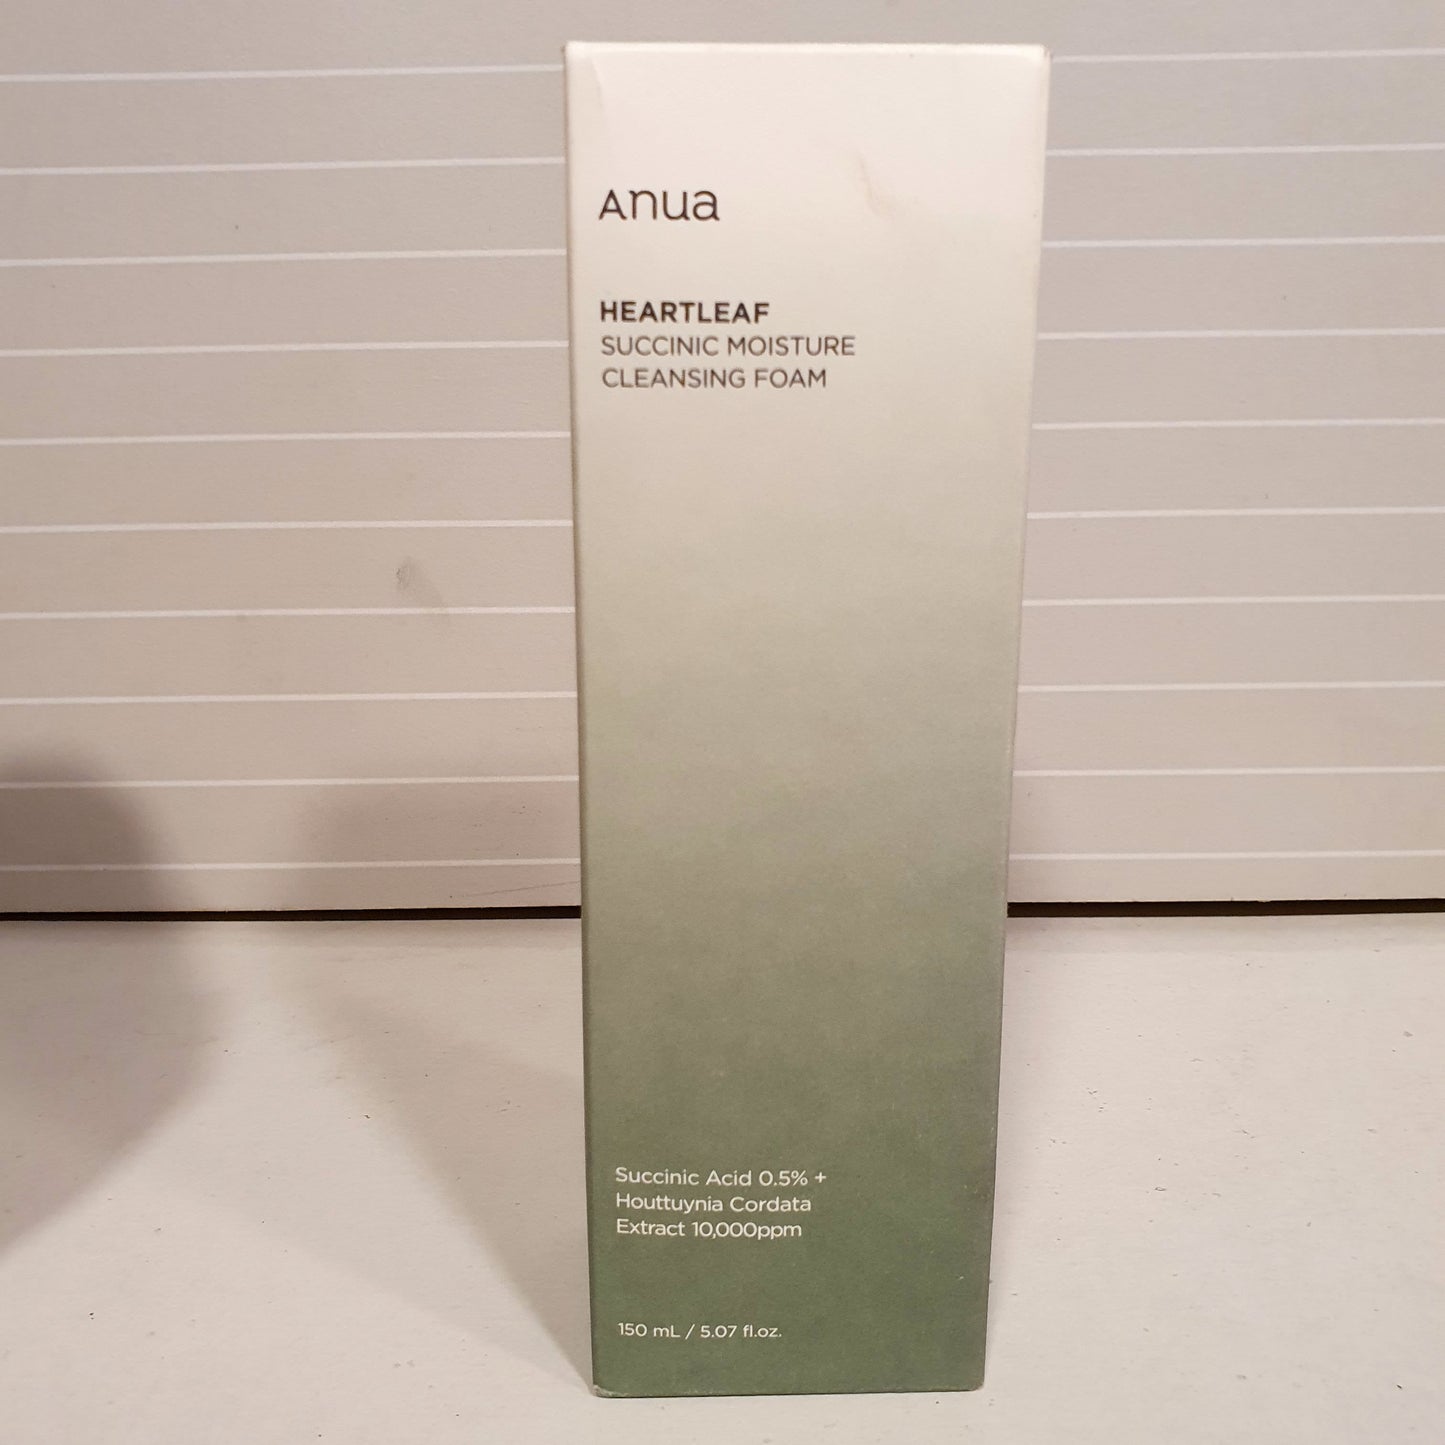 Anua
HEARTLEAF
SUCCINIC MOISTURE
CLEANSING FOAM
Succinic Acid 0.5% +
Houttuynia Cordata
Extract 10,000ppm
150 mL / 5.07 fl.oz.